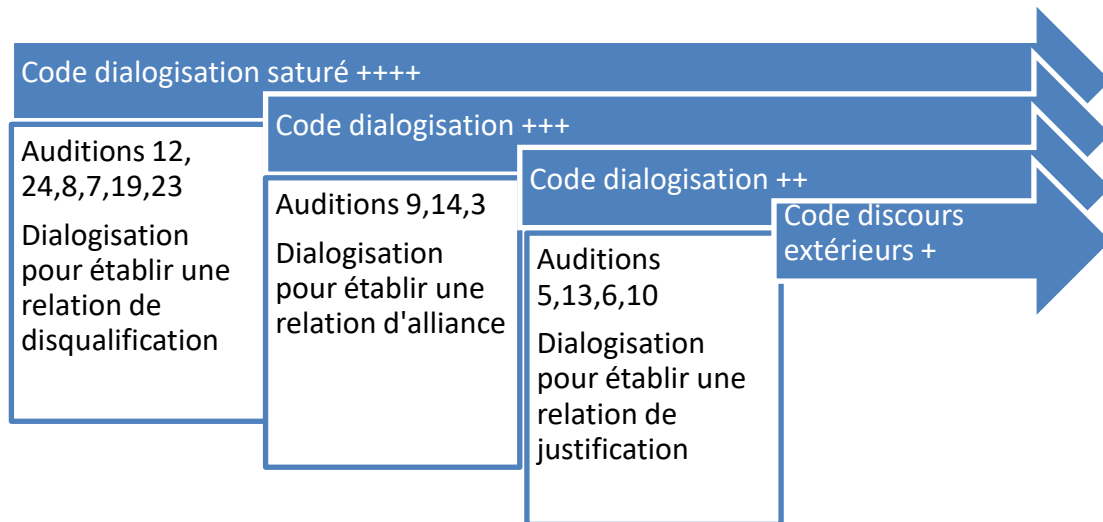 Code dialogisation saturé ++++
Auditions 12,
24,8,7,19,23
Dialogisation
pour établir une
relation de
disqualification
Code dialogisation +++
Auditions 9,14,3
Dialogisation
pour établir une
relation d'alliance
Code dialogisation ++
Auditions
5,13,6,10
Dialogisation
pour établir une
relation de
justification
Code discours
extérieurs +